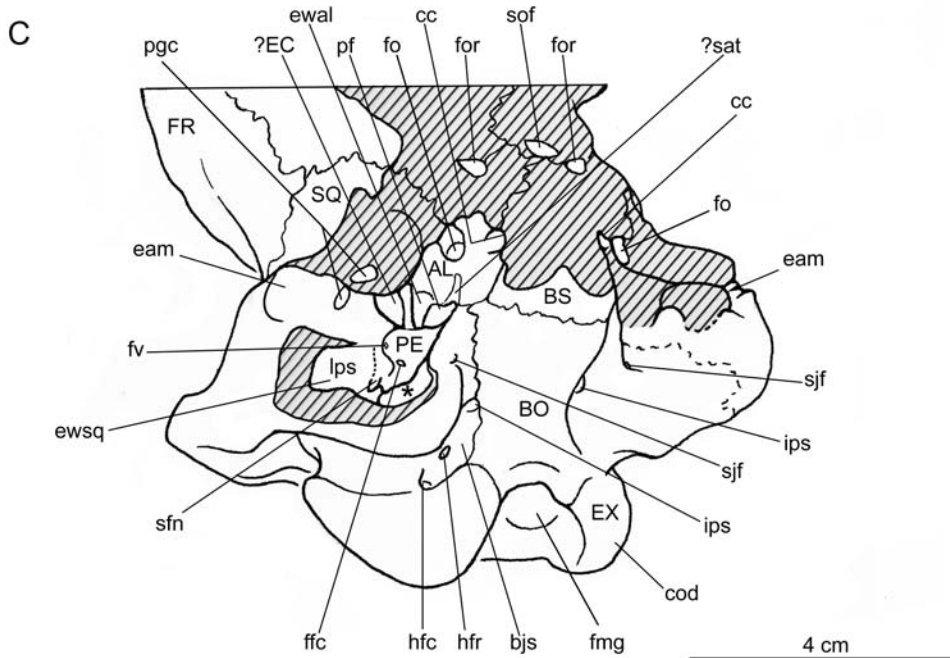 C
ewal cc sof
pgc ?EC pf fo for for ?sat
cc
FR
SQ
fo
eam AL eam
BS
fv PE
lps sjf
*
ewsq BO ips
sjf
sfn EX ips
cod
ffc hfc hfr bjs fmg
4 cm